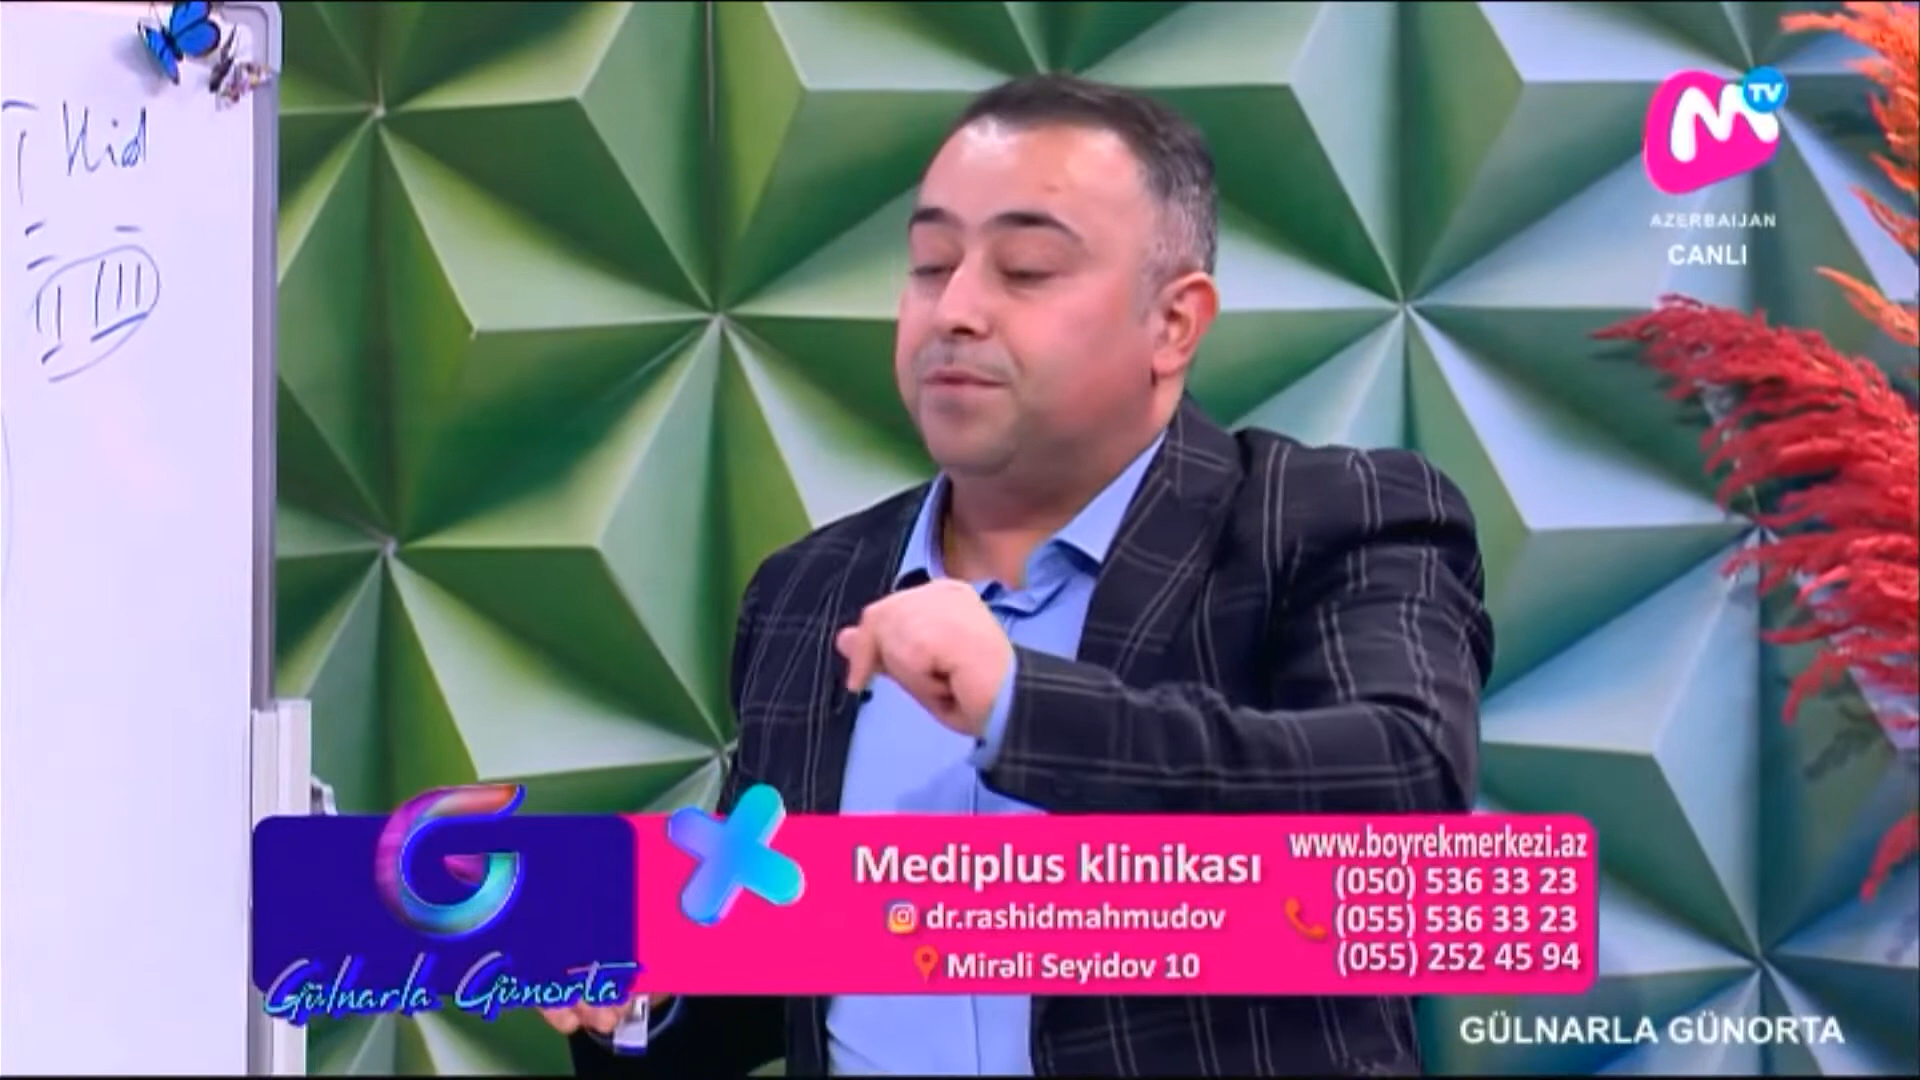 Hid
M TV
AZERBAIJAN
CANLI
Mediplus klinikası
dr.rashidmahmudov
Mirəli Seyidov 10
www.boyrekmerkezi.az
(050) 536 33 23
(055) 536 33 23
(055) 252 45 94
G
Gülnarla Günorta
GÜLNARLA GÜNORTA